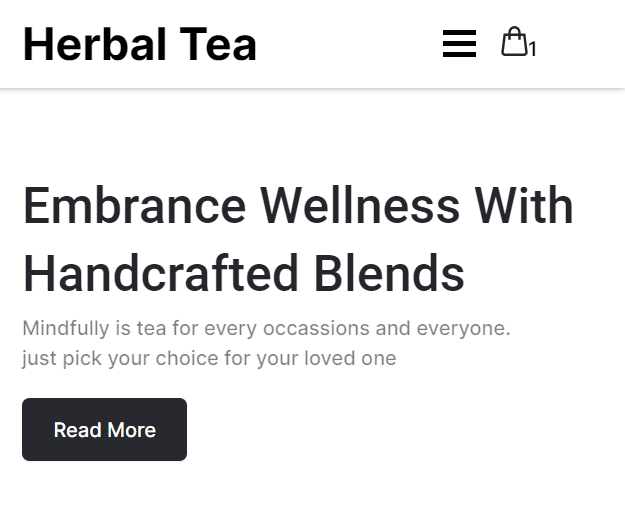 Herbal Tea
1
Embrance Wellness With
Handcrafted Blends
Mindfully is tea for every occassions and everyone.
just pick your choice for your loved one
Read More